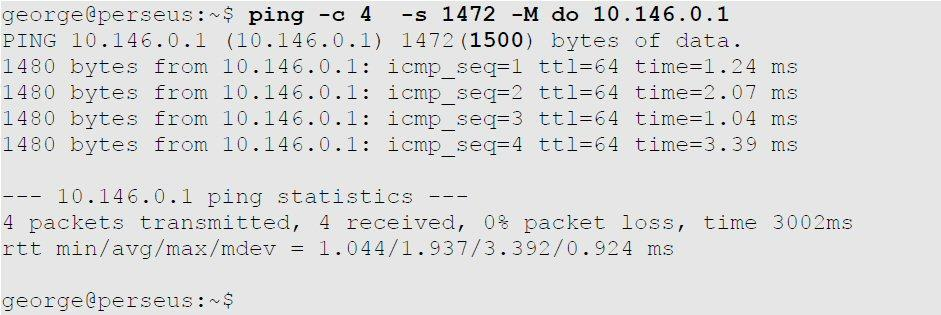 george@perseus:~$ ping -c 4  -s 1472 -M do 10.146.0.1
PING 10.146.0.1 (10.146.0.1) 1472(1500) bytes of data.
1480 bytes from 10.146.0.1: icmp_seq=1 ttl=64 time=1.24 ms
1480 bytes from 10.146.0.1: icmp_seq=2 ttl=64 time=2.07 ms
1480 bytes from 10.146.0.1: icmp_seq=3 ttl=64 time=1.04 ms
1480 bytes from 10.146.0.1: icmp_seq=4 ttl=64 time=3.39 ms
--- 10.146.0.1 ping statistics ---
4 packets transmitted, 4 received, 0% packet loss, time 3002ms
rtt min/avg/max/mdev = 1.044/1.937/3.392/0.924 ms
george@perseus:~$